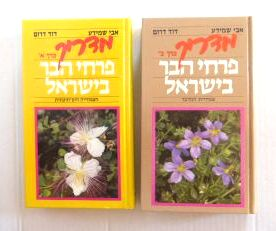 אבי שמידע
דוד דרום
מדריך
כרך א׳
פרחי הבר
בישראל
אבי שמידע
דוד דרום
מדריך
כרך ב׳
פרחי הבר
בישראל